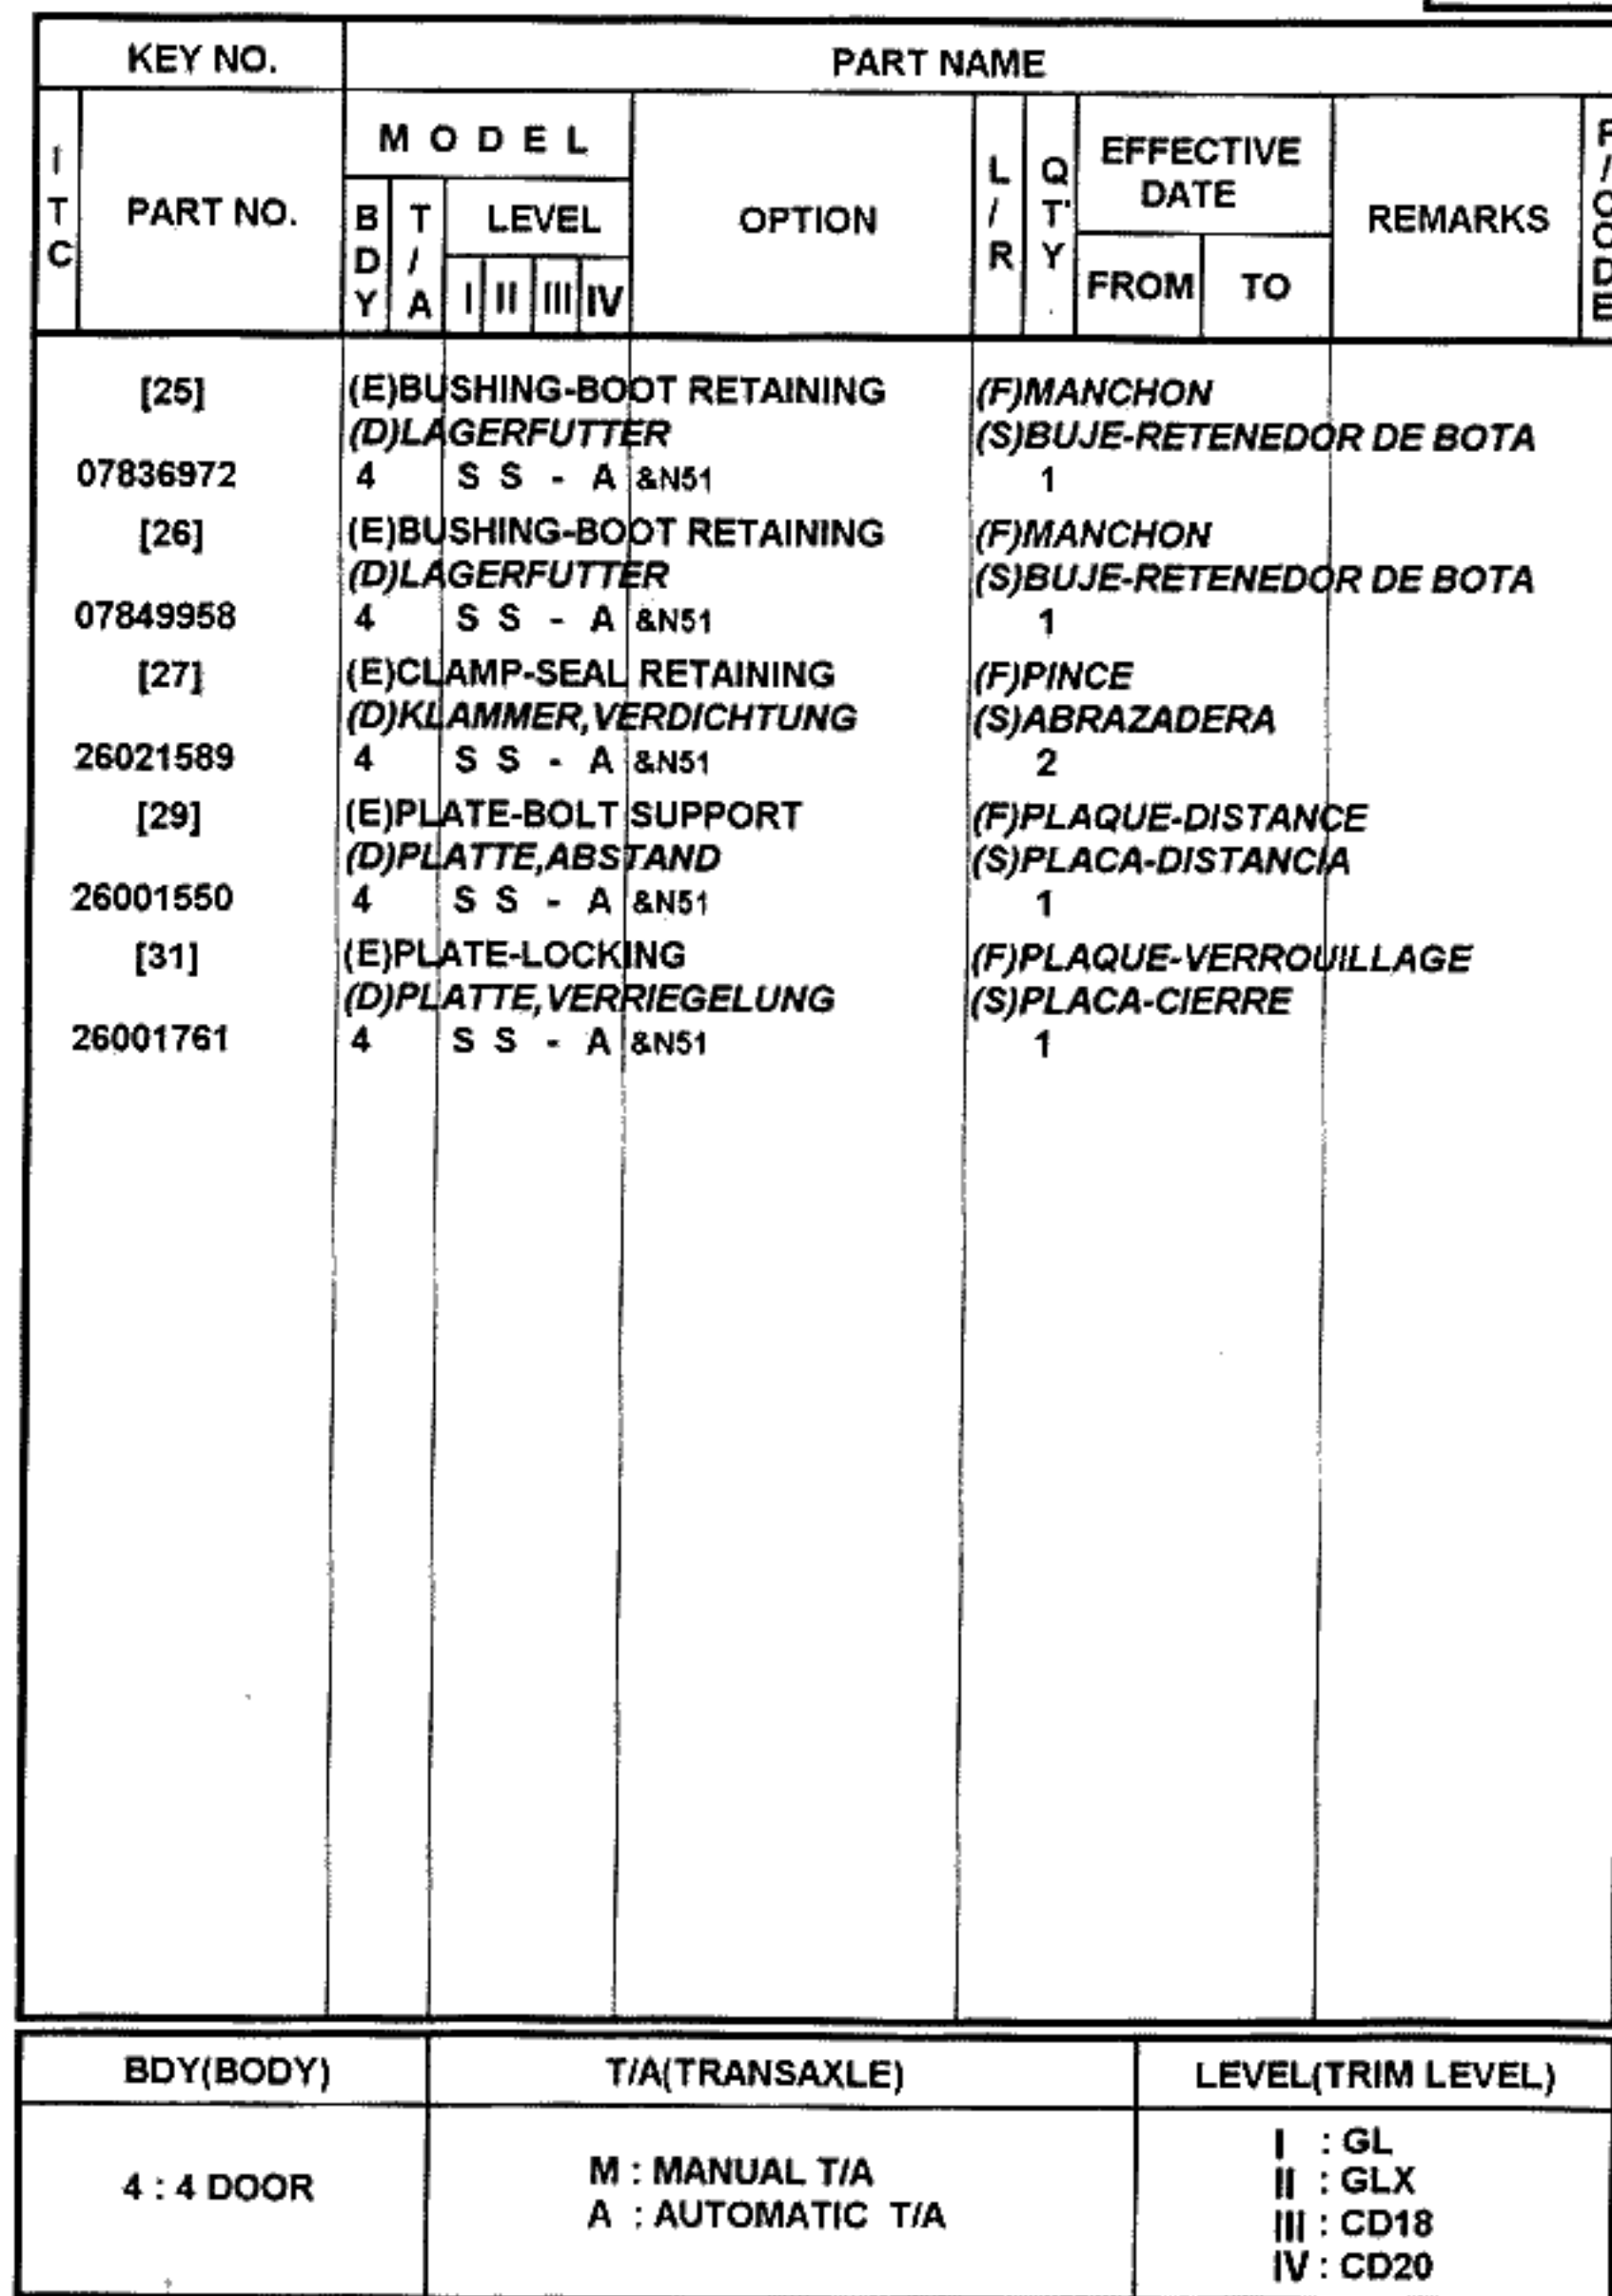 KEY NO. PART NAME
ITC PART NO. MODEL OPTION L/R Q'TY EFFECTIVE DATE REMARKS
BDY T/A LEVEL
I II III IV FROM TO
[25] (E)BUSHING-BOOT RETAINING (F)MANCHON
(D)LAGERFUTTER (S)BUJE-RETENEDOR DE BOTA
07836972 4 S S - A &N51 1
[26] (E)BUSHING-BOOT RETAINING (F)MANCHON
(D)LAGERFUTTER (S)BUJE-RETENEDOR DE BOTA
07849958 4 S S - A &N51 1
[27] (E)CLAMP-SEAL RETAINING (F)PINCE
(D)KLAMMER,VERDICHTUNG (S)ABRAZADERA
26021589 4 S S - A &N51 2
[29] (E)PLATE-BOLT SUPPORT (F)PLAQUE-DISTANCE
(D)PLATTE,ABSTAND (S)PLACA-DISTANCIA
26001550 4 S S - A &N51 1
[31] (E)PLATE-LOCKING (F)PLAQUE-VERROUILLAGE
(D)PLATTE,VERRIEGELUNG (S)PLACA-CIERRE
26001761 4 S S - A &N51 1
BDY(BODY) T/A(TRANSAXLE) LEVEL(TRIM LEVEL)
4 : 4 DOOR
M : MANUAL T/A
A : AUTOMATIC T/A
I : GL
II : GLX
III : CD18
IV : CD20